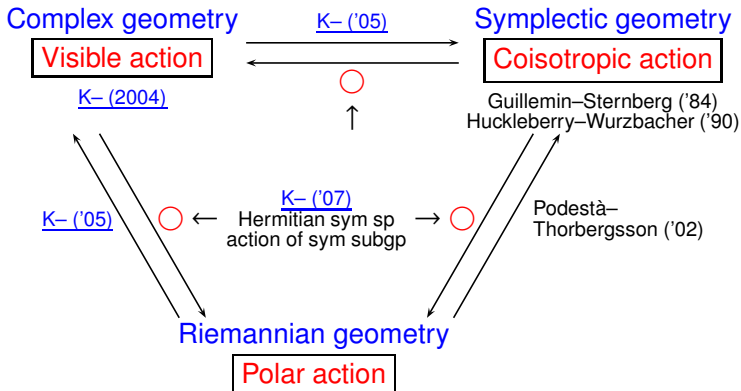 Complex geometry
K– ('05)
Symplectic geometry
Visible action
Coisotropic action
K– (2004)
Guillemin–Sternberg ('84)
Huckleberry–Wurzbacher ('90)
K– ('05)
K– ('07)
Hermitian sym sp
action of sym subgp
Podestà–
Thorbergsson ('02)
Riemannian geometry
Polar action